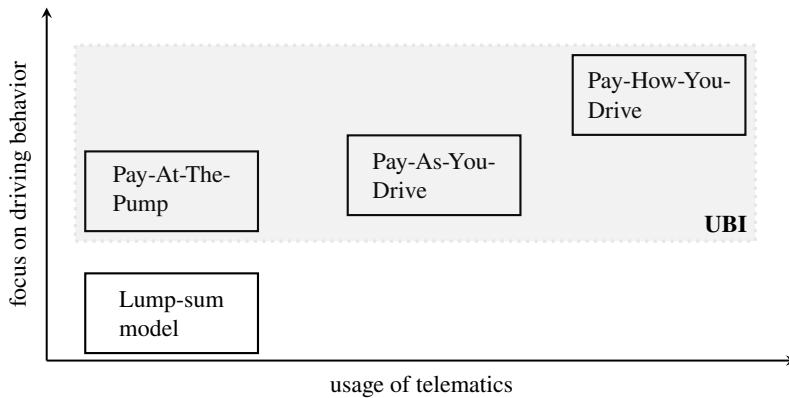 focus on driving behavior
Pay-How-You-
Drive
Pay-As-You-
Drive
Pay-At-The-
Pump
UBI
Lump-sum
model
usage of telematics